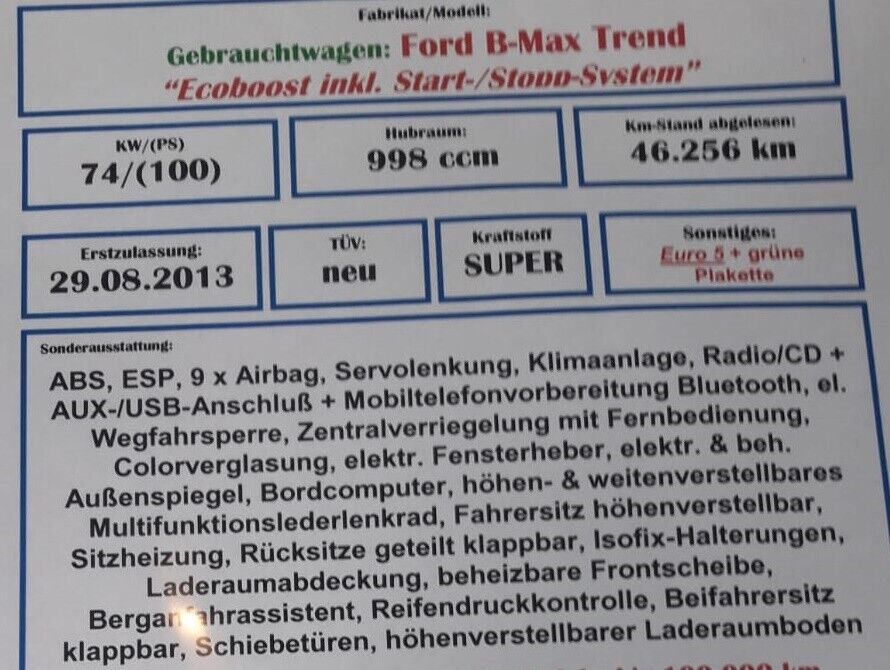 Fabrikat/Modell:
Gebrauchtwagen: Ford B-Max Trend
"Ecoboost inkl. Start-/Stopp-System"
KW/(PS)
74/(100)
Hubraum:
998 ccm
Km-Stand abgelesen:
46.256 km
Erstzulassung:
29.08.2013
TÜV:
neu
Kraftstoff
SUPER
Sonstiges:
Euro 5 + grüne
Plakette
Sonderausstattung:
ABS, ESP, 9 x Airbag, Servolenkung, Klimaanlage, Radio/CD +
AUX-/USB-Anschluß + Mobiltelefonvorbereitung Bluetooth, el.
Wegfahrsperre, Zentralverriegelung mit Fernbedienung,
Colorverglasung, elektr. Fensterheber, elektr. & beh.
Außenspiegel, Bordcomputer, höhen- & weitenverstellbares
Multifunktionslederlenkrad, Fahrersitz höhenverstellbar,
Sitzheizung, Rücksitze geteilt klappbar, Isofix-Halterungen,
Laderaumabdeckung, beheizbare Frontscheibe,
Berganfahrassistent, Reifendruckkontrolle, Beifahrersitz
klappbar, Schiebetüren, höhenverstellbarer Laderaumboden